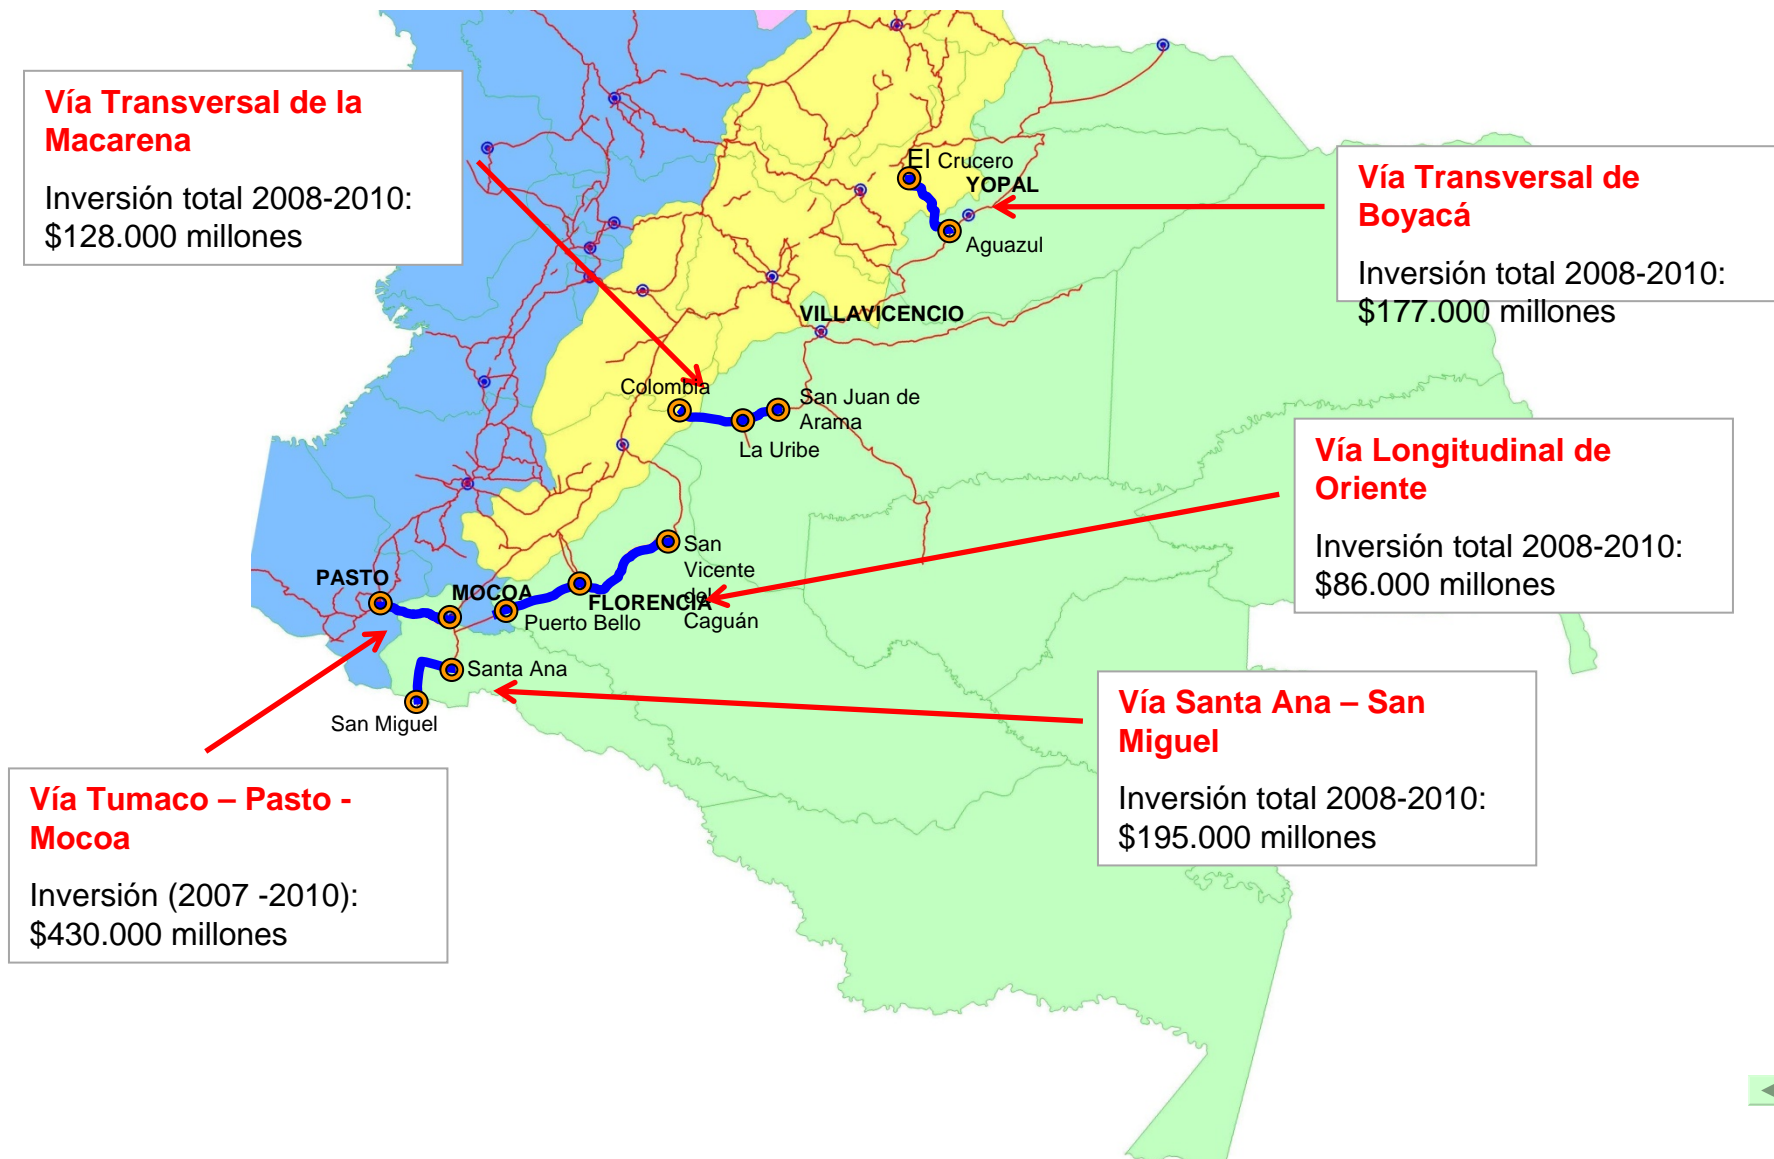 Vía Transversal de la
Macarena
Inversión total 2008-2010:
$128.000 millones
El Crucero
YOPAL
Aguazul
Vía Transversal de
Boyacá
Inversión total 2008-2010:
$177.000 millones
VILLAVICENCIO
Colombia
San Juan de
Arama
La Uribe
Vía Longitudinal de
Oriente
Inversión total 2008-2010:
$86.000 millones
San
Vicente
del
Caguán
PASTO
MOCOA
FLORENCIA
Puerto Bello
Santa Ana
San Miguel
Vía Santa Ana – San
Miguel
Inversión total 2008-2010:
$195.000 millones
Vía Tumaco – Pasto -
Mocoa
Inversión (2007 -2010):
$430.000 millones